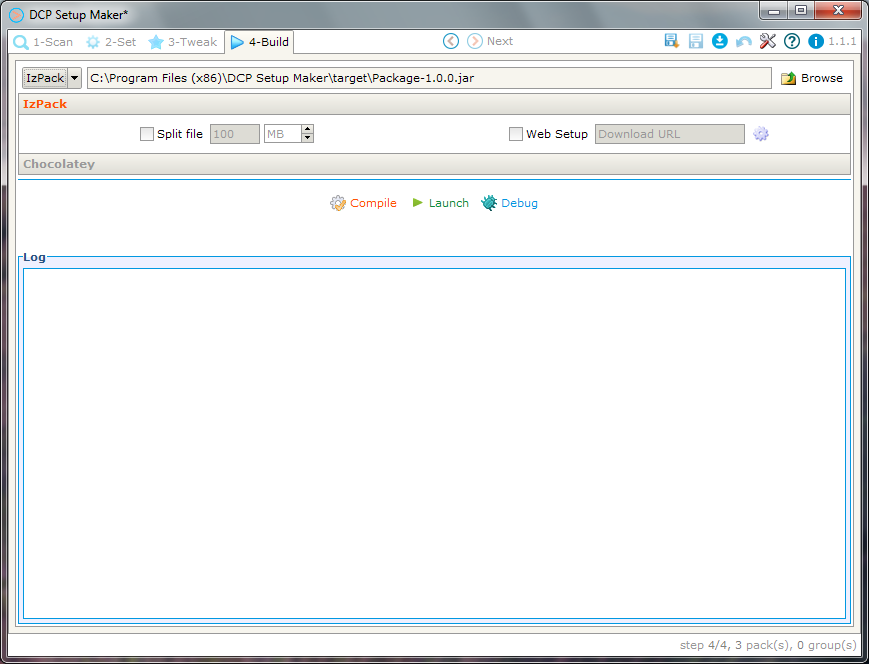 DCP Setup Maker*
1-Scan 2-Set 3-Tweak 4-Build Next 1.1.1
IzPack C:\Program Files (x86)\DCP Setup Maker\target\Package-1.0.0.jar Browse
IzPack
Split file 100 MB Web Setup Download URL
Chocolatey
Compile Launch Debug
Log
step 4/4, 3 pack(s), 0 group(s)